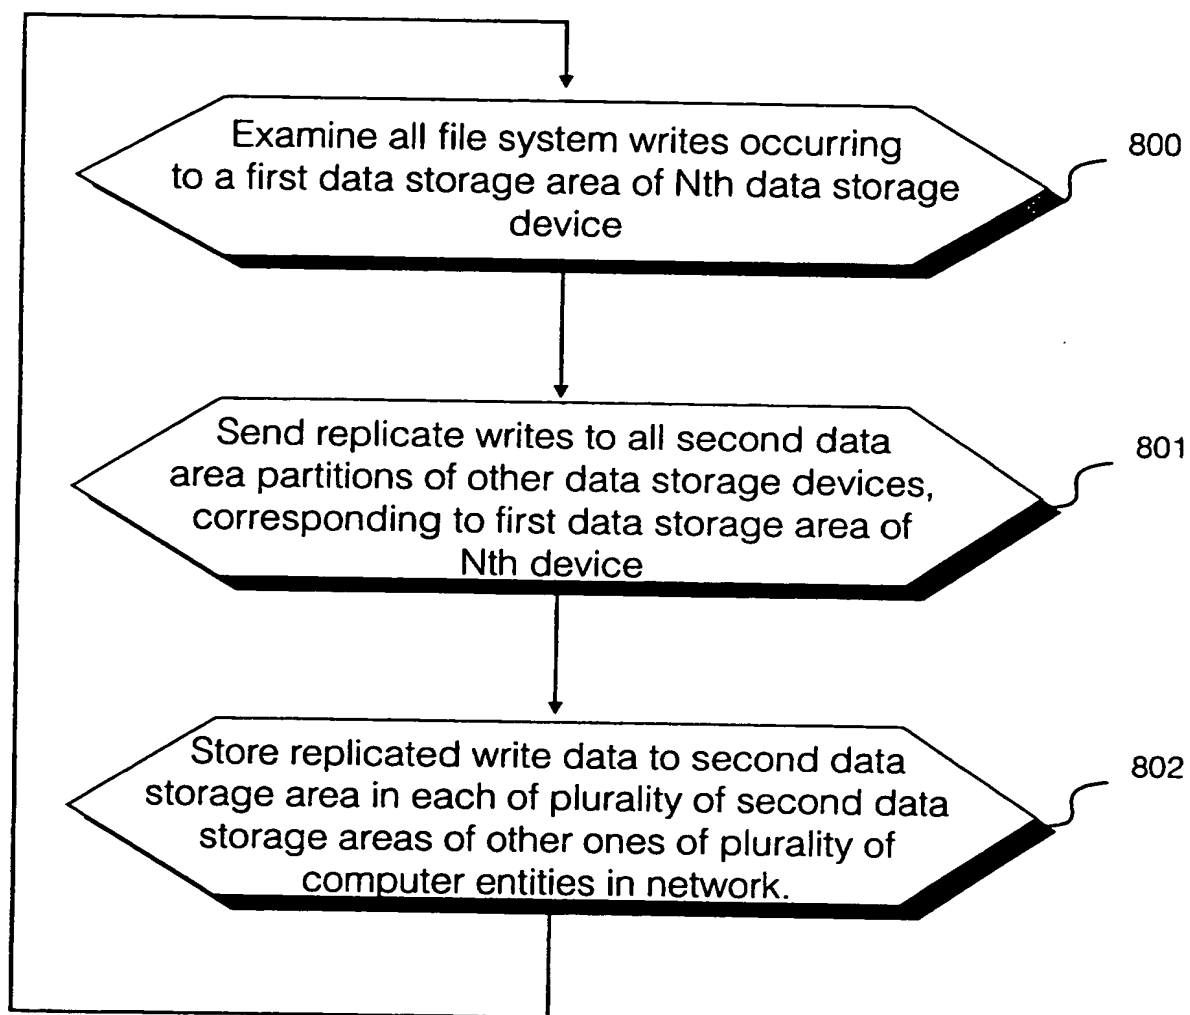 Examine all file system writes occurring
to a first data storage area of Nth data storage
device
800
Send replicate writes to all second data
area partitions of other data storage devices,
corresponding to first data storage area of
Nth device
801
Store replicated write data to second data
storage area in each of plurality of second data
storage areas of other ones of plurality of
computer entities in network.
802